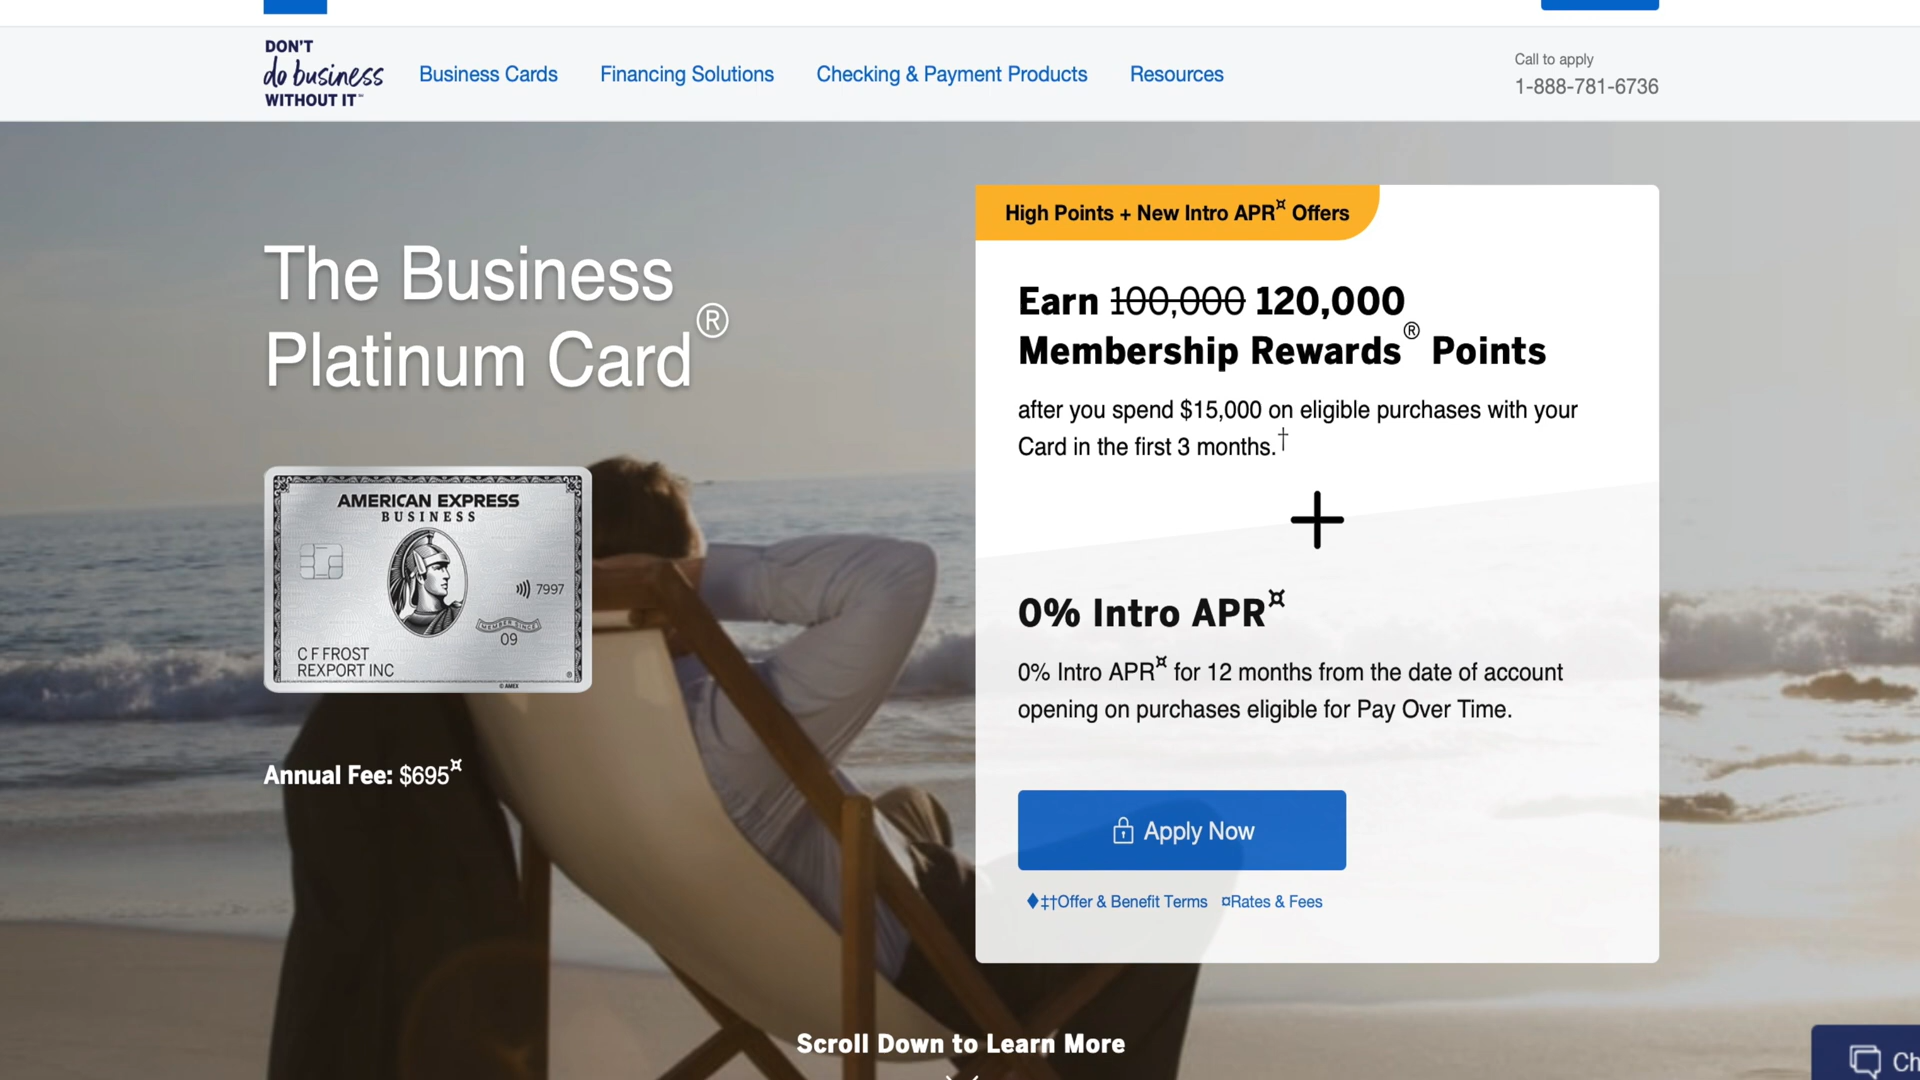 DON'T
do business
WITHOUT IT℠
Business Cards
Financing Solutions
Checking & Payment Products
Resources
Call to apply
1-888-781-6736
The Business
Platinum Card®
AMERICAN EXPRESS
BUSINESS
7997
MEMBER SINCE
09
C F FROST
REXPORT INC
® 
© AMEX
Annual Fee: $695¤
High Points + New Intro APR¤ Offers
Earn 100,000 120,000
Membership Rewards® Points
after you spend $15,000 on eligible purchases with your
Card in the first 3 months.†
+
0% Intro APR¤
0% Intro APR¤ for 12 months from the date of account
opening on purchases eligible for Pay Over Time.
Apply Now
♦‡††Offer & Benefit Terms ¤Rates & Fees
Scroll Down to Learn More
Ch